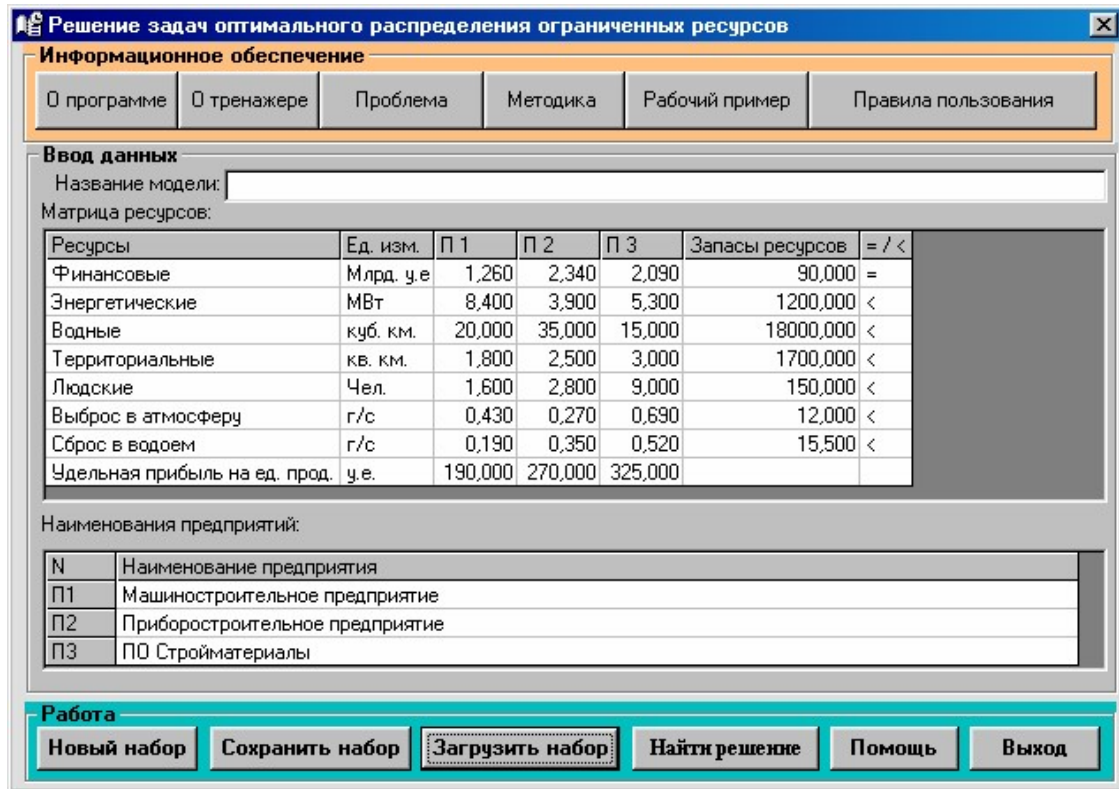 Решение задач оптимального распределения ограниченных ресурсов
Информационное обеспечение
О программе О тренажере Проблема Методика Рабочий пример Правила пользования
Ввод данных
Название модели:
Матрица ресурсов:
Ресурсы Ед. изм. П 1 П 2 П 3 Запасы ресурсов = / <
Финансовые Млрд. у.е 1,260 2,340 2,090 90,000 =
Энергетические МВт 8,400 3,900 5,300 1200,000 <
Водные куб. км. 20,000 35,000 15,000 18000,000 <
Территориальные кв. км. 1,800 2,500 3,000 1700,000 <
Людские Чел. 1,600 2,800 9,000 150,000 <
Выброс в атмосферу г/с 0,430 0,270 0,690 12,000 <
Сброс в водоем г/с 0,190 0,350 0,520 15,500 <
Удельная прибыль на ед. прод. у.е. 190,000 270,000 325,000
Наименования предприятий:
N Наименование предприятия
П1 Машиностроительное предприятие
П2 Приборостроительное предприятие
П3 ПО Стройматериалы
Работа
Новый набор Сохранить набор Загрузить набор Найти решение Помощь Выход